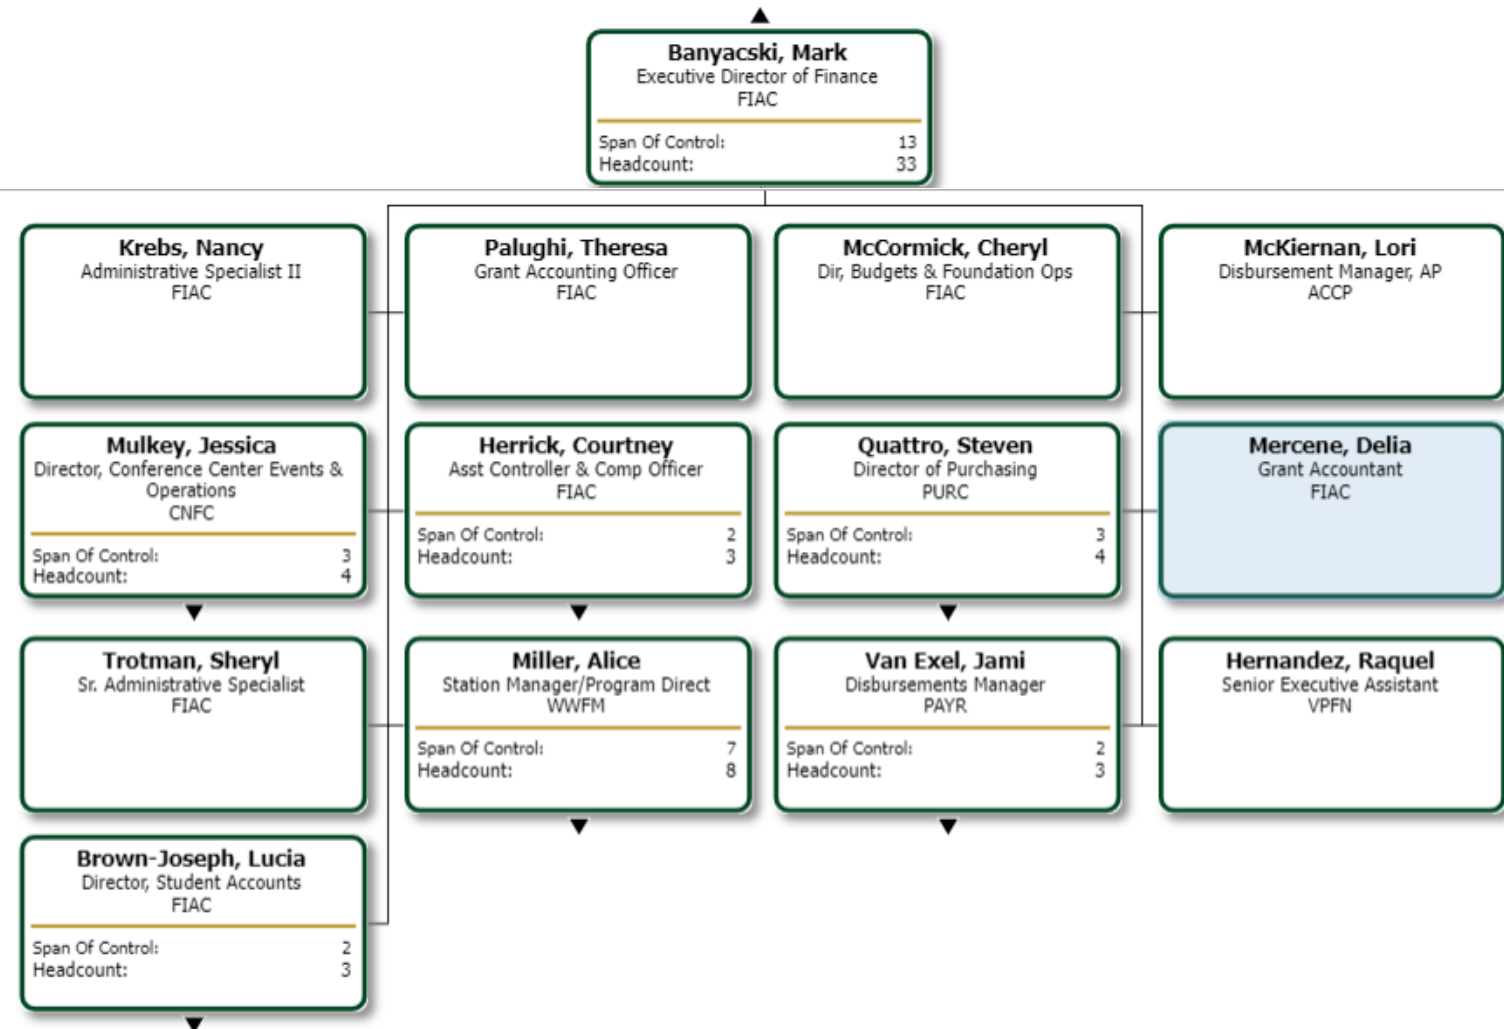 Banyacski, Mark
Executive Director of Finance
FIAC
Span Of Control: 13
Headcount: 33
Krebs, Nancy
Administrative Specialist II
FIAC
Palughi, Theresa
Grant Accounting Officer
FIAC
McCormick, Cheryl
Dir, Budgets & Foundation Ops
FIAC
McKiernan, Lori
Disbursement Manager, AP
ACCP
Mulkey, Jessica
Director, Conference Center Events &
Operations
CNFC
Span Of Control: 3
Headcount: 4
Herrick, Courtney
Asst Controller & Comp Officer
FIAC
Span Of Control: 2
Headcount: 3
Quattro, Steven
Director of Purchasing
PURC
Span Of Control: 3
Headcount: 4
Mercene, Delia
Grant Accountant
FIAC
Trotman, Sheryl
Sr. Administrative Specialist
FIAC
Miller, Alice
Station Manager/Program Direct
WWFM
Span Of Control: 7
Headcount: 8
Van Exel, Jami
Disbursements Manager
PAYR
Span Of Control: 2
Headcount: 3
Hernandez, Raquel
Senior Executive Assistant
VPFN
Brown-Joseph, Lucia
Director, Student Accounts
FIAC
Span Of Control: 2
Headcount: 3